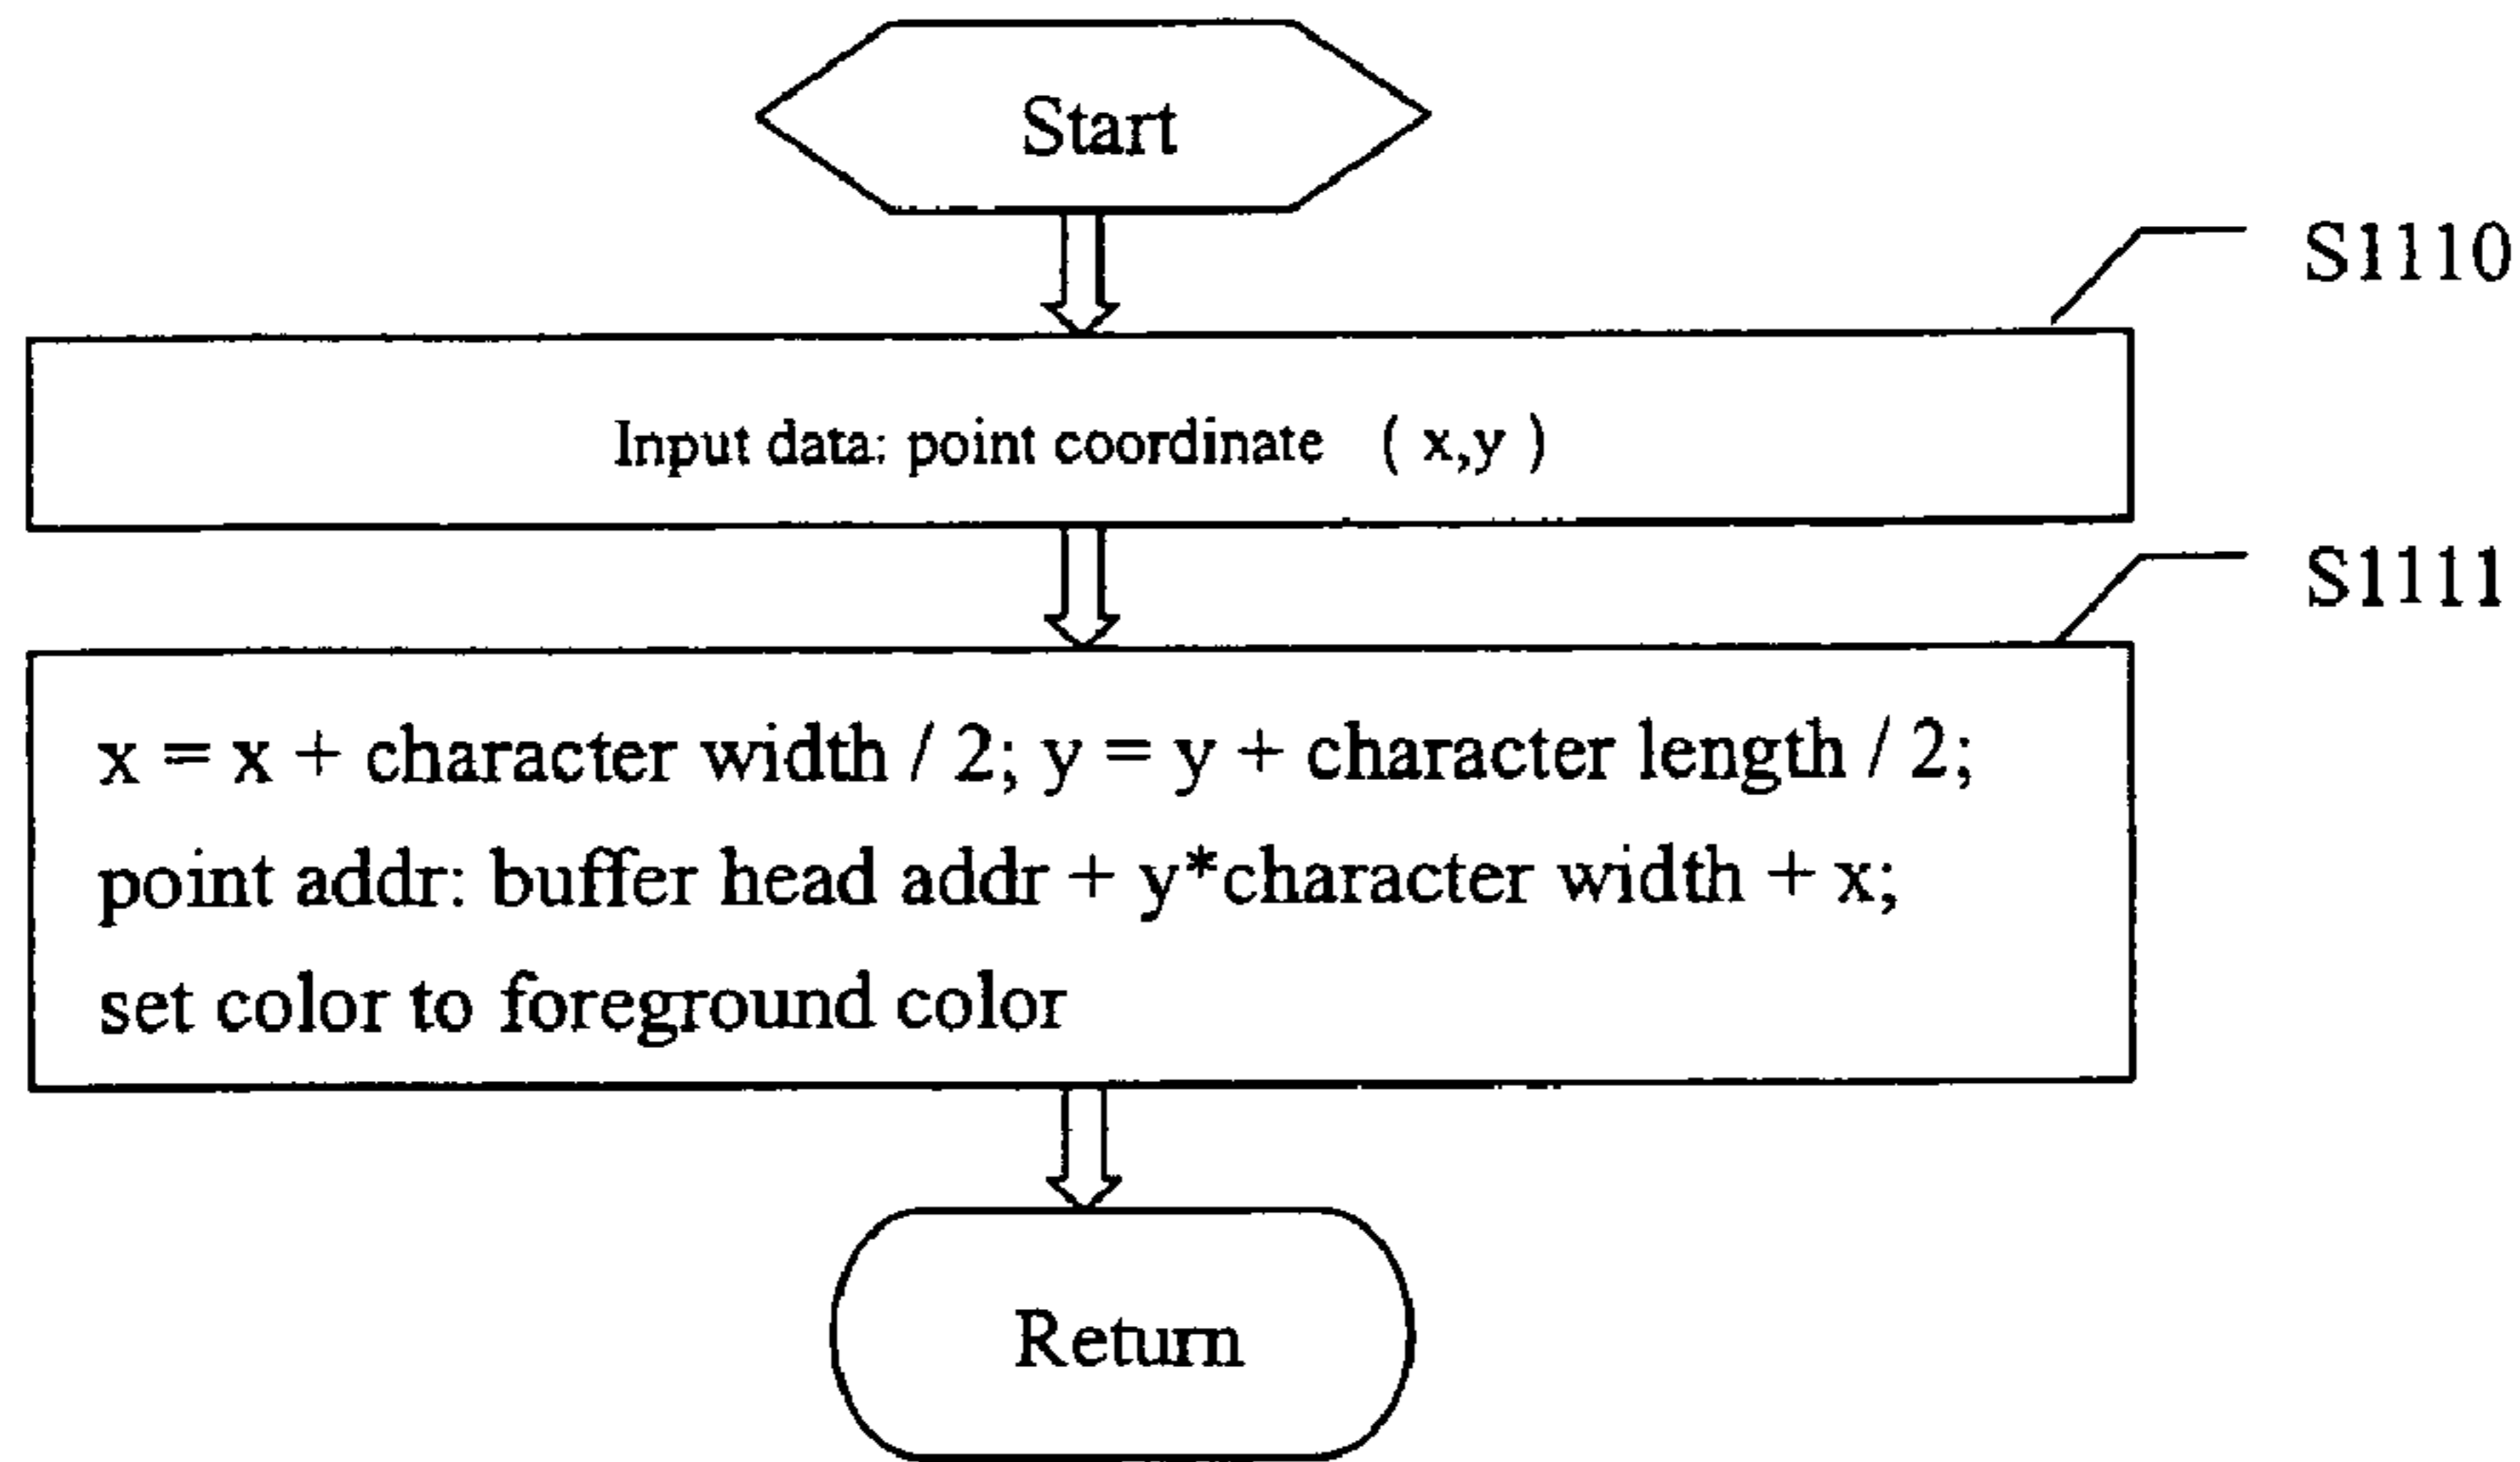 Start
S1110
Input data: point coordinate ( x,y )
S1111
x = x + character width / 2; y = y + character length / 2;
point addr: buffer head addr + y*character width + x;
set color to foreground color
Return